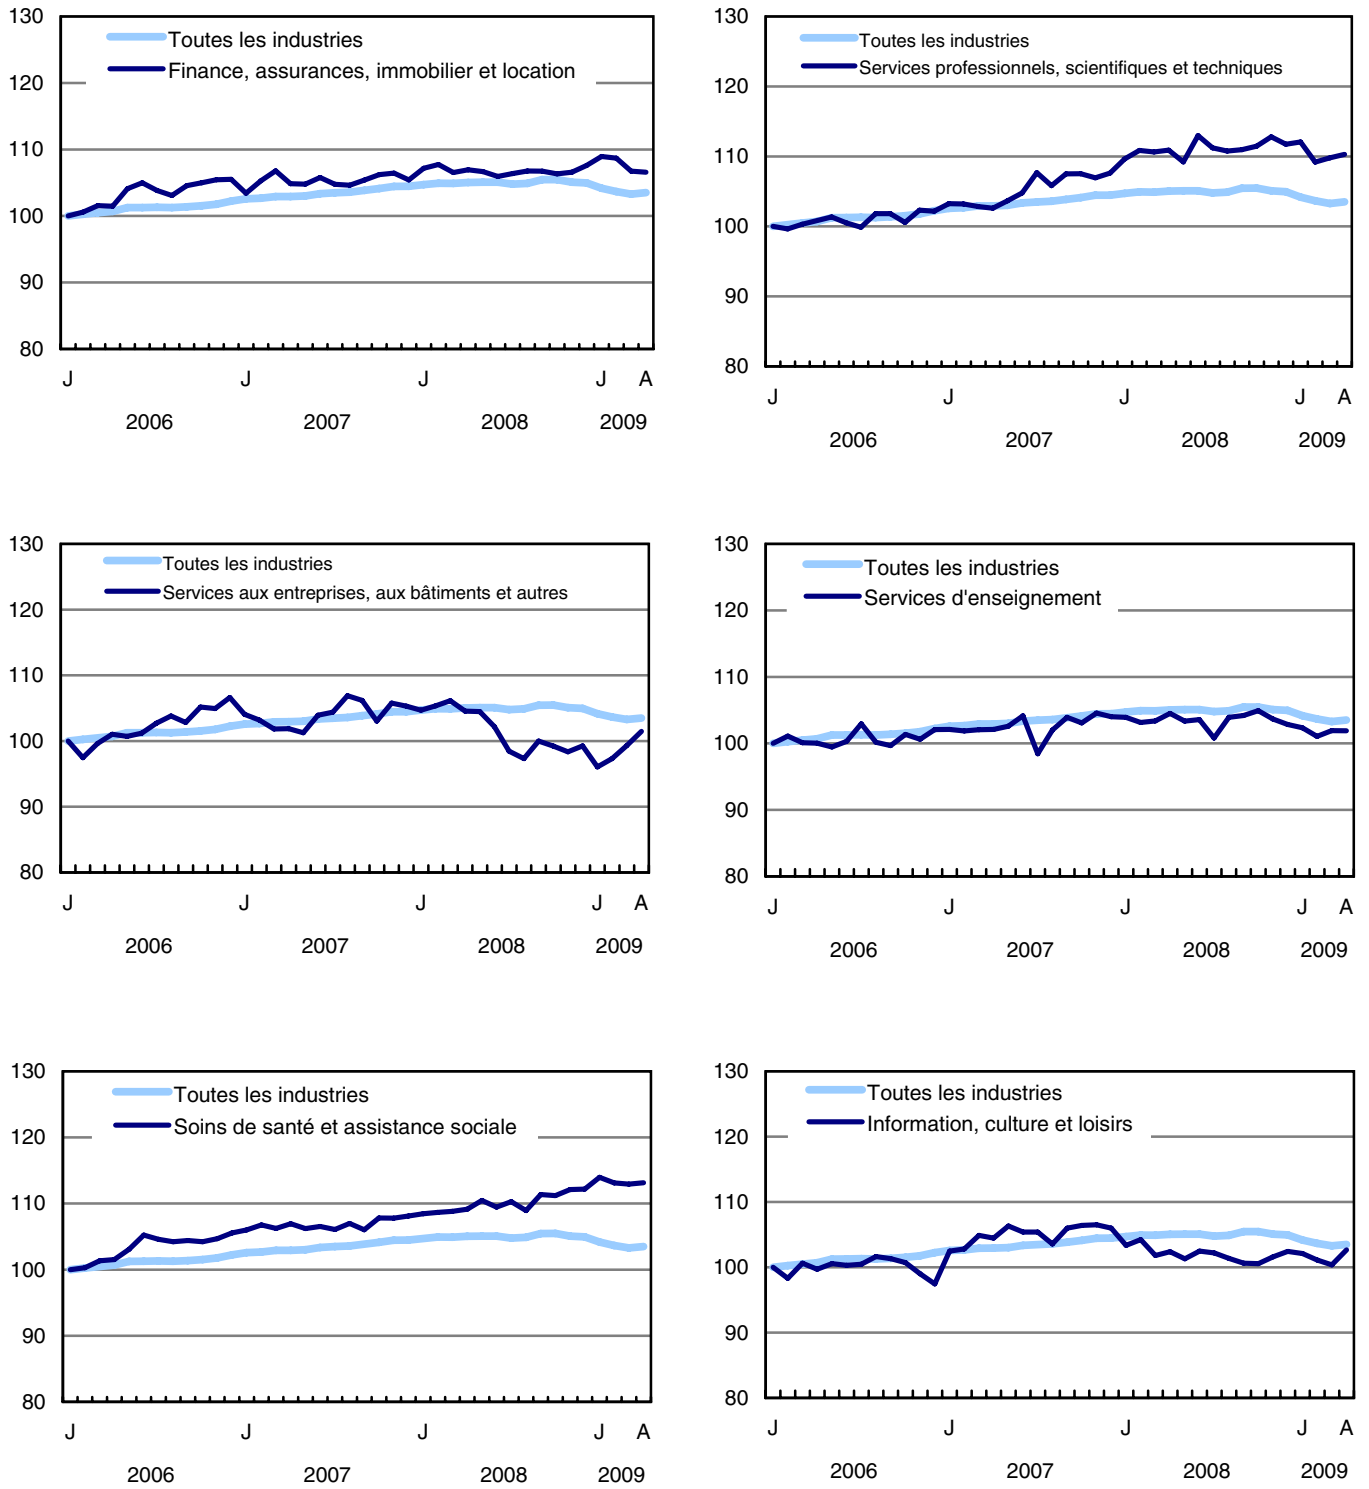 130
120
110
100
90
80
Toutes les industries
Finance, assurances, immobilier et location
J J J J A
2006 2007 2008 2009
130
120
110
100
90
80
Toutes les industries
Services professionnels, scientifiques et techniques
J J J J A
2006 2007 2008 2009
130
120
110
100
90
80
Toutes les industries
Services aux entreprises, aux bâtiments et autres
J J J J A
2006 2007 2008 2009
130
120
110
100
90
80
Toutes les industries
Services d'enseignement
J J J J A
2006 2007 2008 2009
130
120
110
100
90
80
Toutes les industries
Soins de santé et assistance sociale
J J J J A
2006 2007 2008 2009
130
120
110
100
90
80
Toutes les industries
Information, culture et loisirs
J J J J A
2006 2007 2008 2009